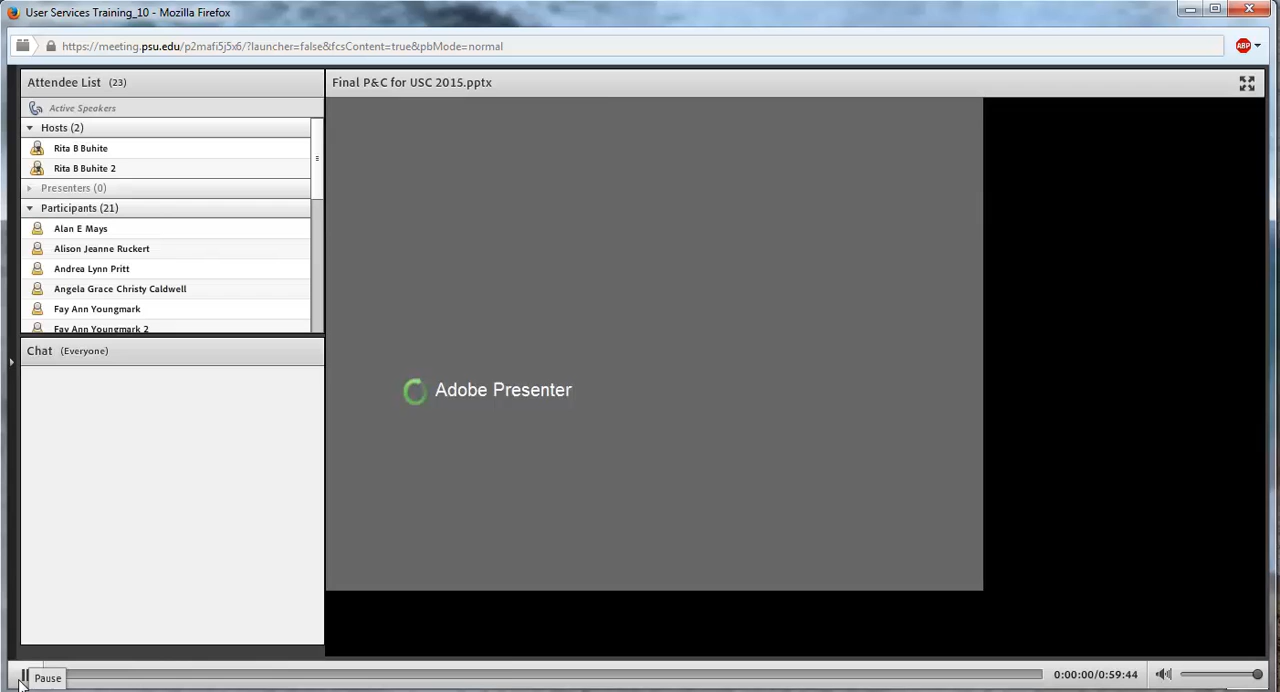 User Services Training_10 - Mozilla Firefox
https://meeting.psu.edu/p2mafi5j5x6/?launcher=false&fcsContent=true&pbMode=normal
ABP
Attendee List (23)
Active Speakers
Hosts (2)
Rita B Buhite
Rita B Buhite 2
Presenters (0)
Participants (21)
Alan E Mays
Alison Jeanne Ruckert
Andrea Lynn Pritt
Angela Grace Christy Caldwell
Fay Ann Youngmark
Fay Ann Youngmark 2
Chat (Everyone)
Final P&C for USC 2015.pptx
Adobe Presenter
Pause
0:00:00/0:59:44